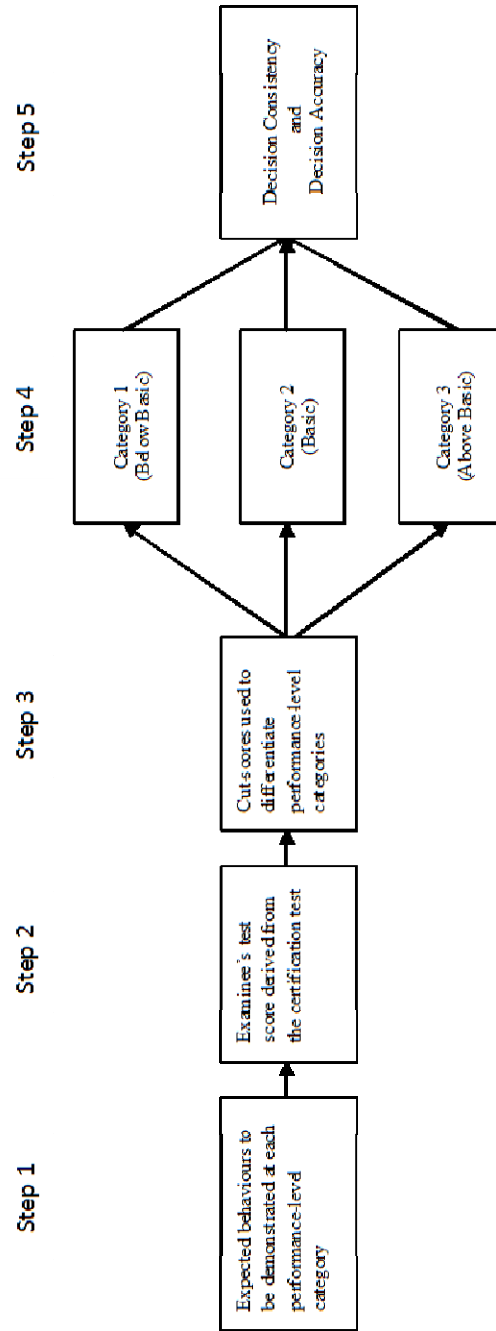 Step 1
Expected behaviours to
be demonstrated at each
performance-level
category
Step 2
Examinee's test
score derived from
the certification test
Step 3
Cut-scores used to
differentiate
performance-level
categories
Step 4
Category 1
(Below Basic)
Category 2
(Basic)
Category 3
(Above Basic)
Step 5
Decision Consistency
and
Decision Accuracy